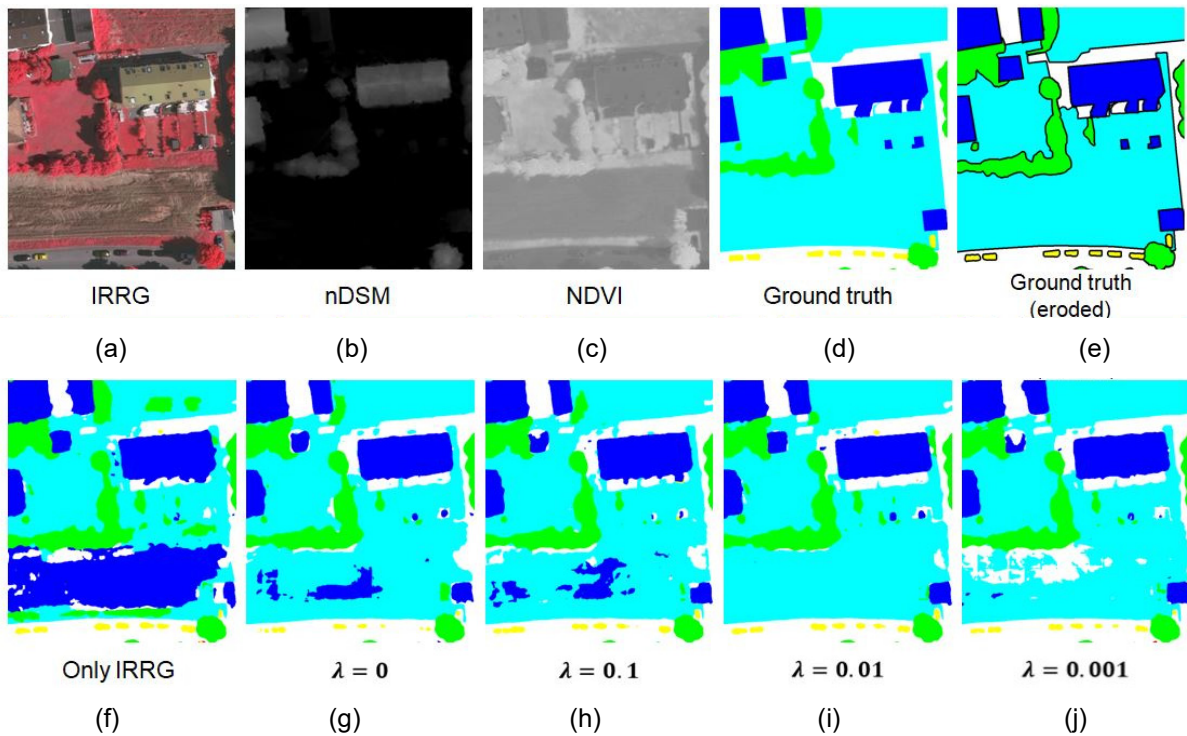 IRRG
nDSM
NDVI
Ground truth
Ground truth
(eroded)
(a)
(b)
(c)
(d)
(e)
Only IRRG
λ = 0
λ = 0.1
λ = 0.01
λ = 0.001
(f)
(g)
(h)
(i)
(j)